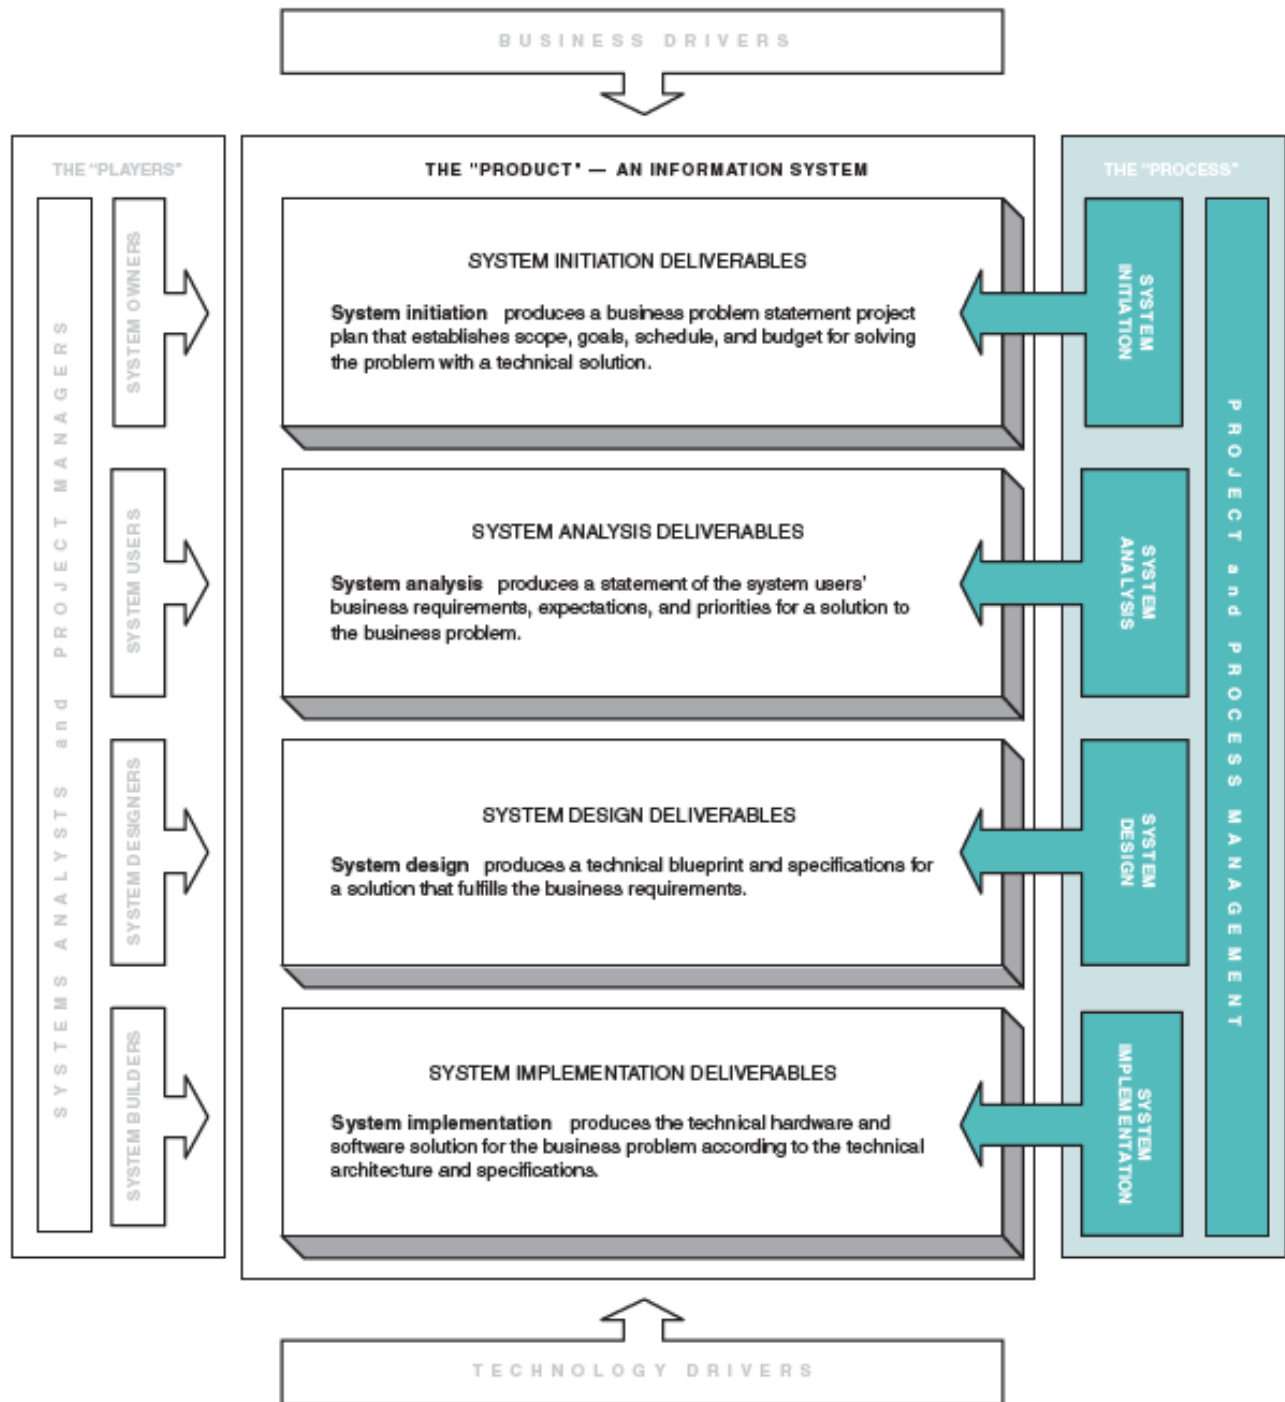 BUSINESS DRIVERS
THE "PLAYERS"
SYSTEMS ANALYSTS and PROJECT MANAGERS
SYSTEM OWNERS
SYSTEM USERS
SYSTEM DESIGNERS
SYSTEM BUILDERS
THE "PRODUCT" — AN INFORMATION SYSTEM
SYSTEM INITIATION DELIVERABLES
System initiation produces a business problem statement project
plan that establishes scope, goals, schedule, and budget for solving
the problem with a technical solution.
SYSTEM ANALYSIS DELIVERABLES
System analysis produces a statement of the system users'
business requirements, expectations, and priorities for a solution to
the business problem.
SYSTEM DESIGN DELIVERABLES
System design produces a technical blueprint and specifications for
a solution that fulfills the business requirements.
SYSTEM IMPLEMENTATION DELIVERABLES
System implementation produces the technical hardware and
software solution for the business problem according to the technical
architecture and specifications.
THE "PROCESS"
SYSTEM
INITIATION
SYSTEM
ANALYSIS
SYSTEM
DESIGN
SYSTEM
IMPLEMENTATION
PROJECT and PROCESS MANAGEMENT
TECHNOLOGY DRIVERS